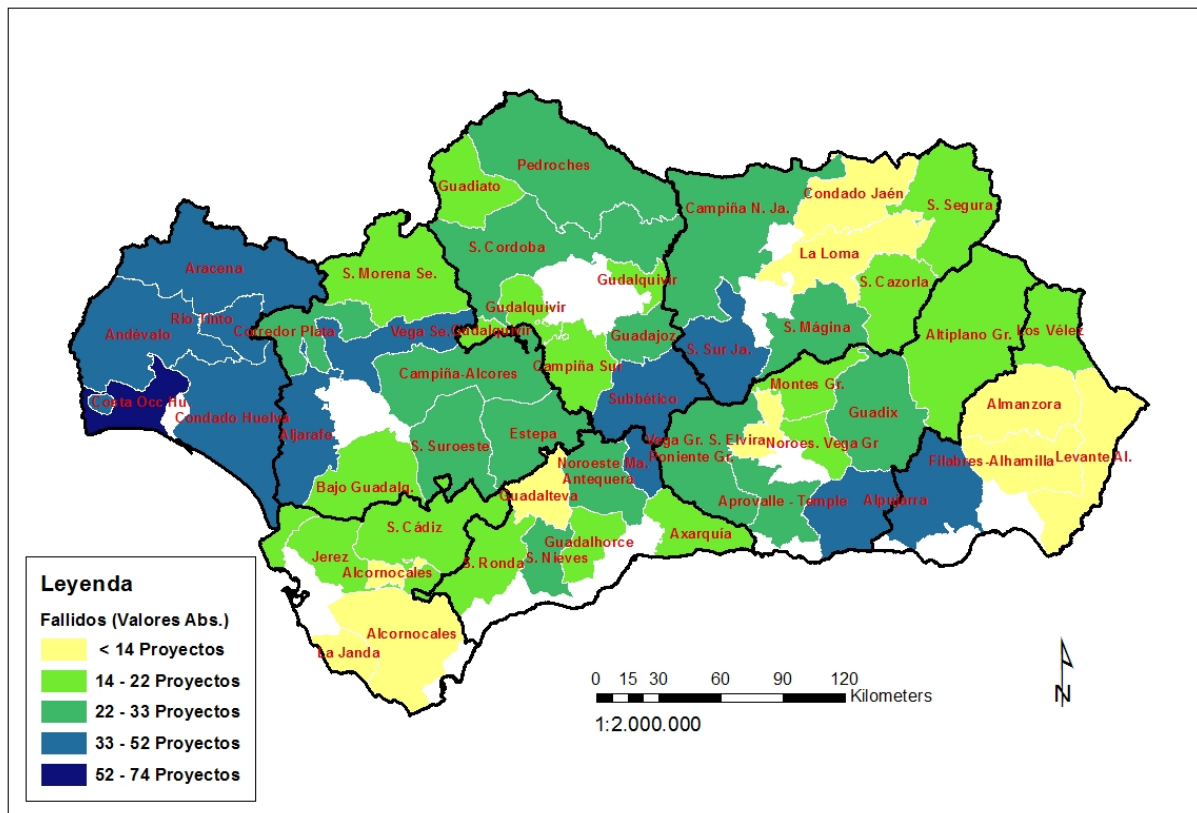 Pedroches
Guadiato
Condado Jaén
Campiña N. Ja.
S. Segura
S. Cordoba
La Loma
Aracena
S. Morena Se.
Gudalquivir
S. Cazorla
Gudalquivir
Río Tinto
Andévalo
Corredor Plata
Vega Se.
Gudalquivir
Guadajoz
S. Mágina
Altiplano Gr.
Los Vélez
S. Sur Ja.
Campiña Sur
Campiña-Alcores
Montes Gr.
Subbético
Costa Occ Hu
Condado Huelva
Almanzora
Guadix
Aljarafe
Estepa
S. Suroeste
Vega Gr. S. Elvira
Noroes. Vega Gr
Poniente Gr.
Filabres-Alhamilla
Levante Al.
Noroeste Ma.
Antequera
Bajo Guadalq.
Guadalteva
Aprovalle - Temple
Alpujarra
S. Cádiz
Axarquía
Jerez
Guadalhorce
S. Nieves
S. Ronda
Alcornocales
Alcornocales
La Janda
Leyenda
Fallidos (Valores Abs.)
< 14 Proyectos
14 - 22 Proyectos
22 - 33 Proyectos
33 - 52 Proyectos
52 - 74 Proyectos
0 15 30 60 90 120
Kilometers
1:2.000.000
N